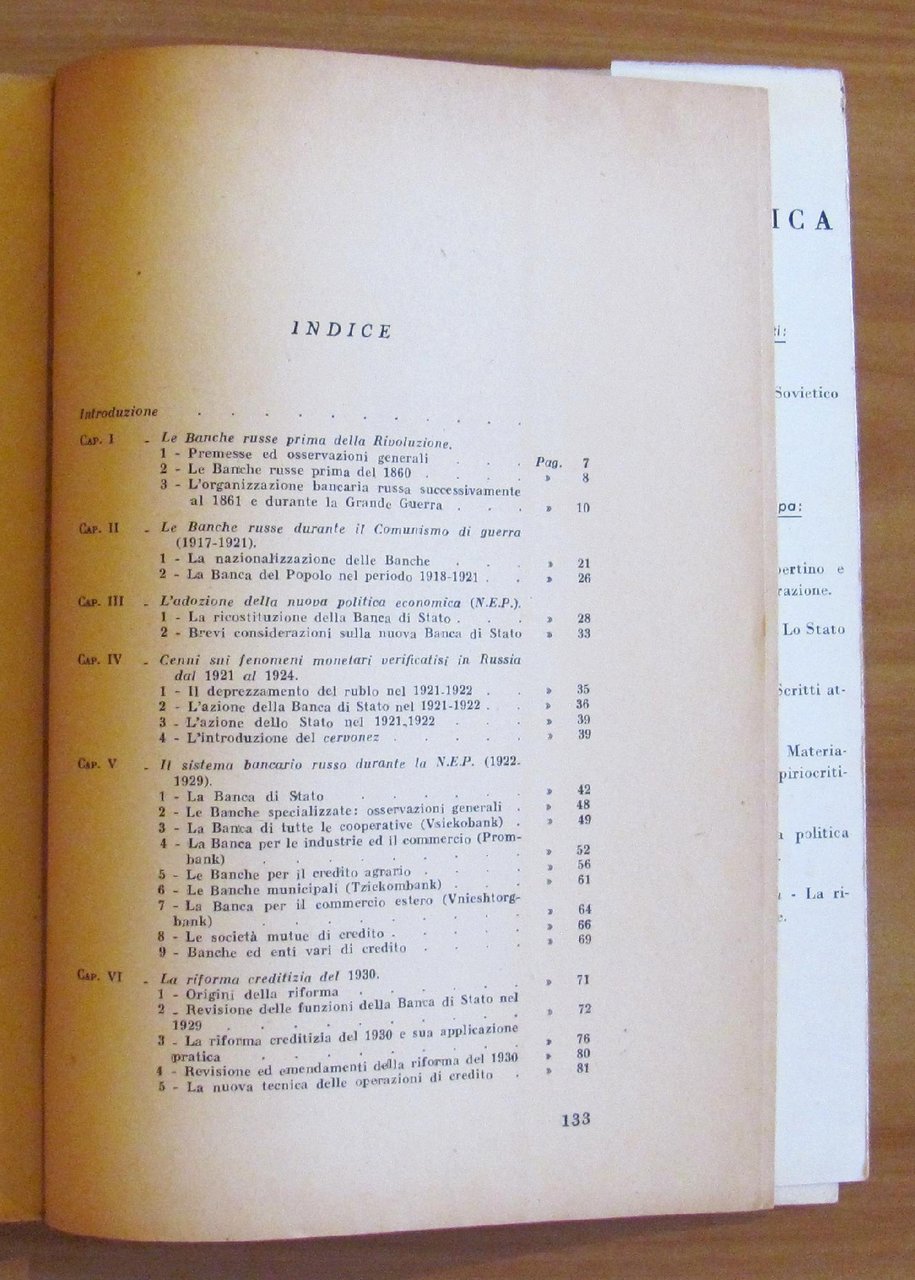 INDICE
Introduzione . . . . . . . . .
CAP. I - Le Banche russe prima della Rivoluzione.
1 - Premesse ed osservazioni generali . . . Pag. 7
2 - Le Banche russe prima del 1860 . . . . » 8
3 - L'organizzazione bancaria russa successivamente
al 1861 e durante la Grande Guerra . . . » 10
CAP. II - Le Banche russe durante il Comunismo di guerra
(1917-1921).
1 - La nazionalizzazione delle Banche . . . » 21
2 - La Banca del Popolo nel periodo 1918-1921 . . » 26
CAP. III - L'adozione della nuova politica economica (N.E.P.).
1 - La ricostituzione della Banca di Stato . . . » 28
2 - Brevi considerazioni sulla nuova Banca di Stato » 33
CAP. IV - Cenni sui fenomeni monetari verificatisi in Russia
dal 1921 al 1924.
1 - Il deprezzamento del rublo nel 1921-1922 . . » 35
2 - L'azione della Banca di Stato nel 1921-1922 . . » 36
3 - L'azione dello Stato nel 1921-1922 . . . » 39
4 - L'introduzione del cervonez . . . . . » 39
CAP. V - Il sistema bancario russo durante la N.E.P. (1922-
1929).
1 - La Banca di Stato . . . . . . » 42
2 - Le Banche specializzate: osservazioni generali . » 48
3 - La Banca di tutte le cooperative (Vsiekobank) . » 49
4 - La Banca per le industrie ed il commercio (Prom-
bank) . . . . . . . . . » 52
5 - Le Banche per il credito agrario . . . . » 56
6 - Le Banche municipali (Tziekombank) . . . » 61
7 - La Banca per il commercio estero (Vnieshtorg-
bank) . . . . . . . . . » 64
8 - Le società mutue di credito . . . . . » 66
9 - Banche ed enti vari di credito . . . . » 69
CAP. VI - La riforma creditizia del 1930.
1 - Origini della riforma . . . . . . » 71
2 - Revisione delle funzioni della Banca di Stato nel
1929 . . . . . . . . . » 72
3 - La riforma creditizia del 1930 e sua applicazione
pratica . . . . . . . . » 76
4 - Revisione ed emendamenti della riforma del 1930 » 80
5 - La nuova tecnica delle operazioni di credito . » 81
133
ICA
ti:
Sovietico
pa:
pertino e
razione.
Lo Stato
Scritti at-
Materia-
piriocriti-
politica
- La ri-